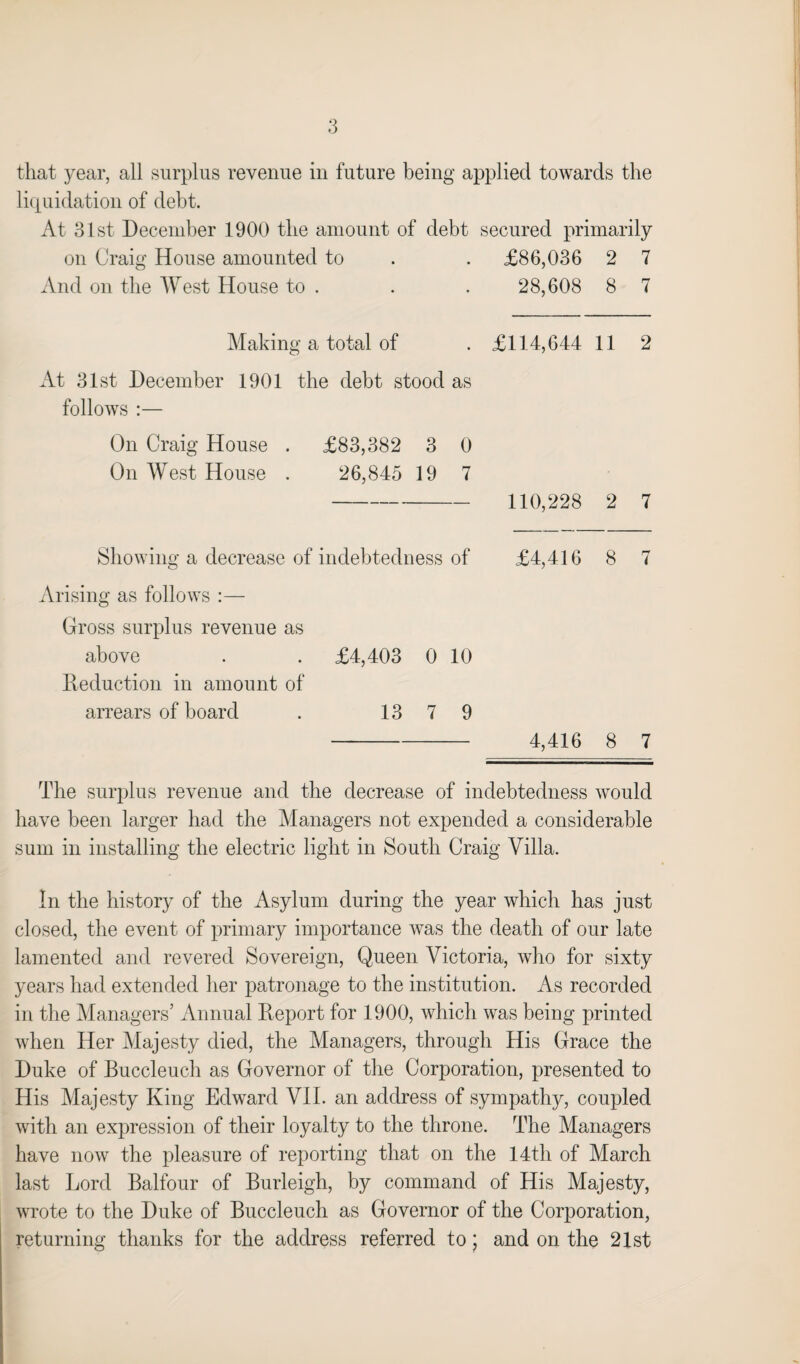 3
that year, all surplus revenue in future being applied towards the
liquidation of debt.
At 31st December 1900 the amount of debt secured primarily
on Craig House amounted to . . £86,036 2 7
And on the West House to . . . 28,608 8 7
Making a total of . £114,644 11 2
At 31st December 1901 the debt stood as
follows :—
On Craig House . £83,382 3 0
On West House . 26,845 19 7
110,228 2 7
Showing a decrease of indebtedness of £4,416 8 7
Arising as follows :—
Gross surplus revenue as
above . . £4,403 0 10
Reduction in amount of
arrears of board . 13 7 9
4,416 8 7
The surplus revenue and the decrease of indebtedness would
have been larger had the Managers not expended a considerable
sum in installing the electric light in South Craig Villa.
In the history of the Asylum during the year which has just
closed, the event of primary importance was the death of our late
lamented and revered Sovereign, Queen Victoria, who for sixty
years had extended her patronage to the institution. As recorded
in the Managers' Annual Report for 1900, which was being printed
when Her Majesty died, the Managers, through His Grace the
Duke of Buccleuch as Governor of the Corporation, presented to
His Majesty King Edward VII. an address of sympathy, coupled
with an expression of their loyalty to the throne. The Managers
have now the pleasure of reporting that on the 14th of March
last Lord Balfour of Burleigh, by command of His Majesty,
wrote to the Duke of Buccleuch as Governor of the Corporation,
returning thanks for the address referred to; and on the 21st